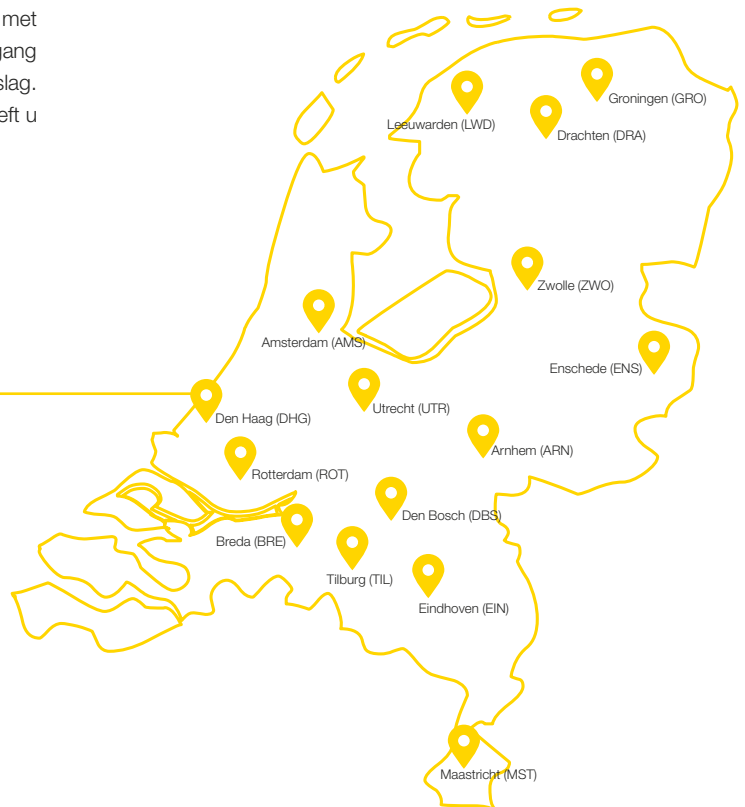 met
gang
slag.
eft u
Groningen (GRO)
Leeuwarden (LWD)
Drachten (DRA)
Zwolle (ZWO)
Amsterdam (AMS)
Enschede (ENS)
Utrecht (UTR)
Den Haag (DHG)
Arnhem (ARN)
Rotterdam (ROT)
Den Bosch (DBS)
Breda (BRE)
Tilburg (TIL)
Eindhoven (EIN)
Maastricht (MST)